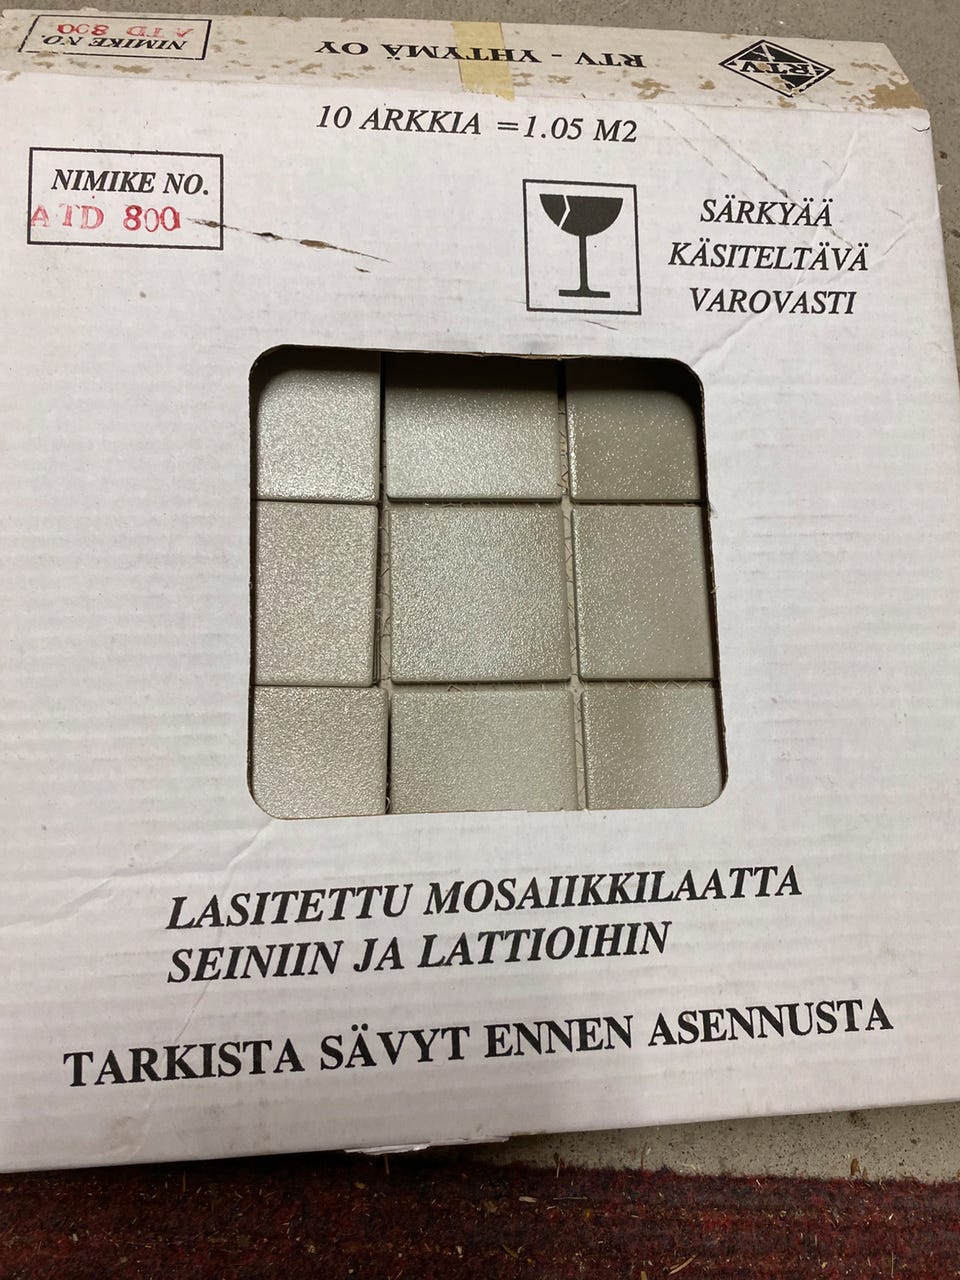 NIMIKE NO.
ATD 800
RTV - YHTYMÄ OY
RTV
10 ARKKIA =1.05 M2
NIMIKE NO.
ATD 800
SÄRKYÄÄ
KÄSITELTÄVÄ
VAROVASTI
LASITETTU MOSAIIKKILAATTA
SEINIIN JA LATTIOIHIN
TARKISTA SÄVYT ENNEN ASENNUSTA